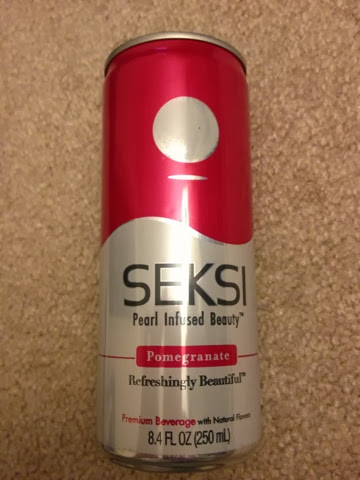 SEKSI
Pearl Infused Beauty™
Pomegranate
Refreshingly Beautiful™
Premium Beverage with Natural Flavors
8.4 FL OZ (250 mL)